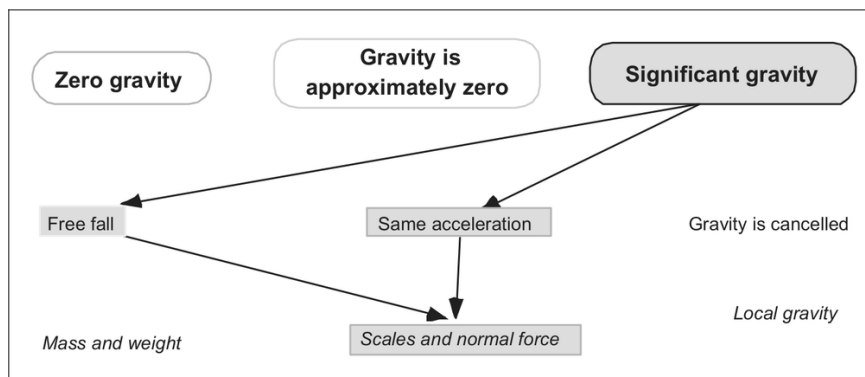 Zero gravity
Gravity is
approximately zero
Significant gravity
Free fall
Same acceleration
Gravity is cancelled
Local gravity
Mass and weight
Scales and normal force